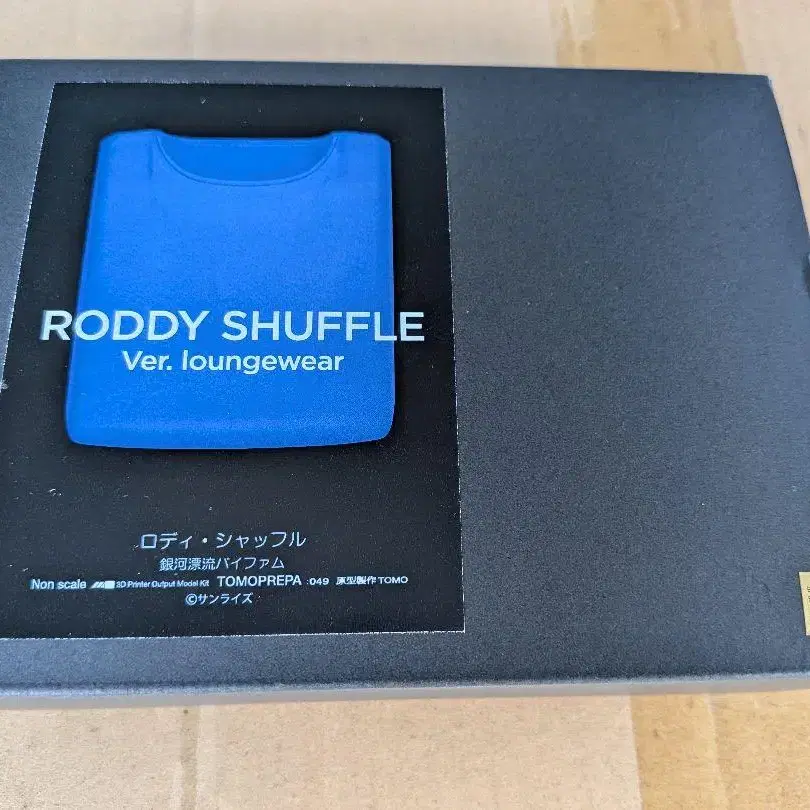 RODDY SHUFFLE
Ver. loungewear
ロディ・シャッフル
銀河漂流バイファム
Non scale 3D Printer Output Model Kit TOMOPREPA :049 原型製作 TOMO
©サンライズ